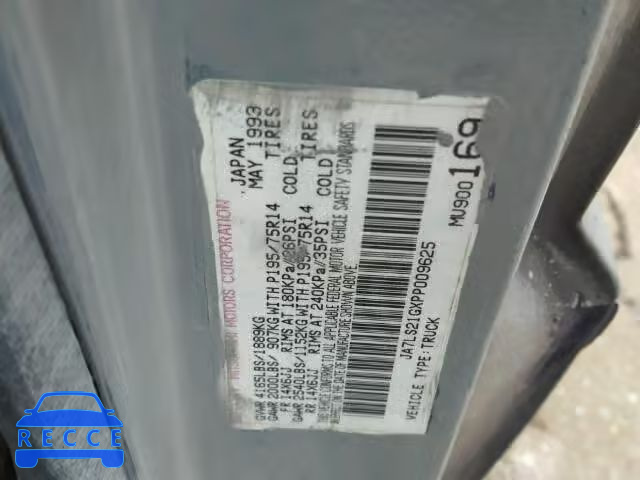 MITSUBISHI MOTORS CORPORATION
JAPAN
MAY 1993
GVWR 4165LBS/1889KG
GAWR 2000LBS/ 907KG WITH P195/75R14 TIRES
FR 14X6JJ RIMS AT 180KPa/26PSI COLD
GAWR 2540LBS/1152KG WITH P195/75R14 TIRES
RR 14X6JJ RIMS AT 240KPa/35PSI COLD
THIS VEHICLE CONFORMS TO ALL APPLICABLE FEDERAL MOTOR VEHICLE SAFETY STANDARDS
IN EFFECT ON THE DATE OF MANUFACTURE SHOWN ABOVE
JA7LS21GXPP009625
VEHICLE TYPE:TRUCK
MU900169
RECCE